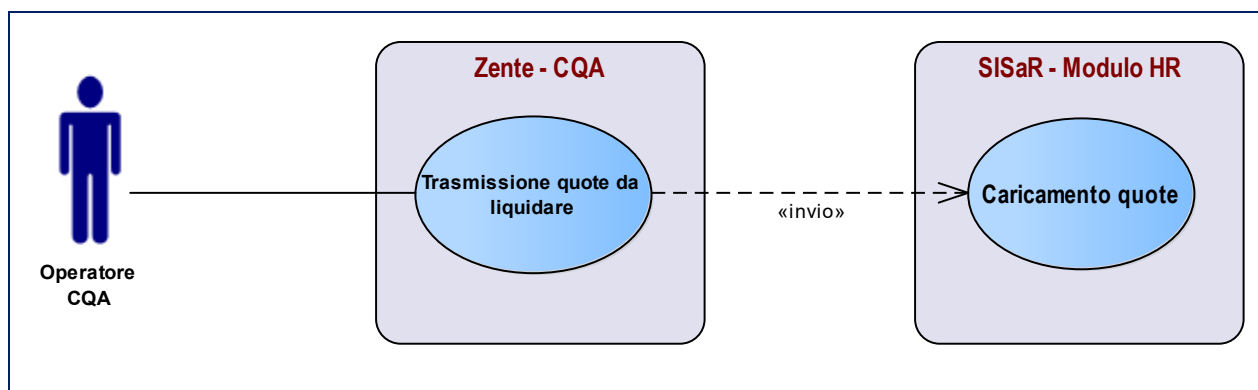 Zente - CQA
SISaR - Modulo HR
Trasmissione quote da
liquidare
Caricamento quote
«invio»
Operatore
CQA